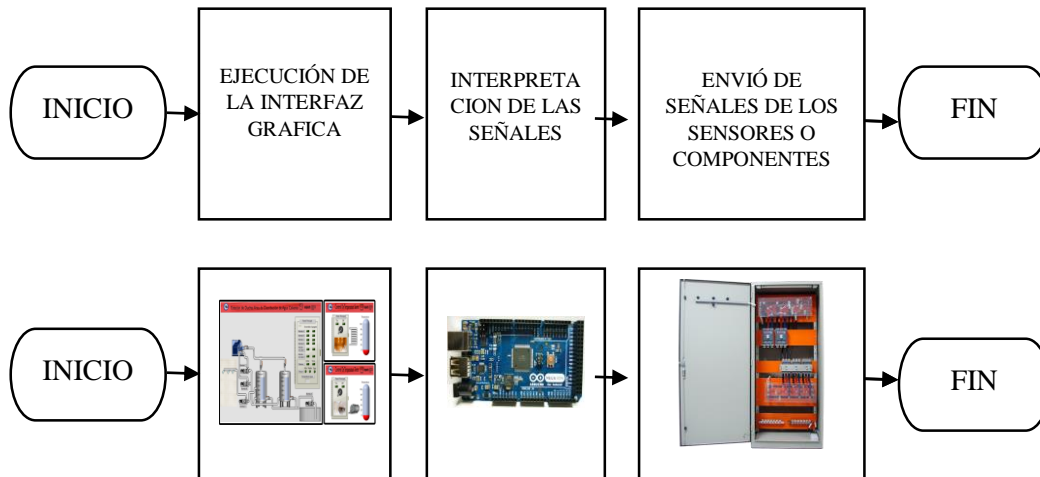 INICIO
EJECUCIÓN DE
LA INTERFAZ
GRAFICA
INTERPRETA
CION DE LAS
SEÑALES
ENVIÓ DE
SEÑALES DE LOS
SENSORES O
COMPONENTES
FIN
INICIO
FIN